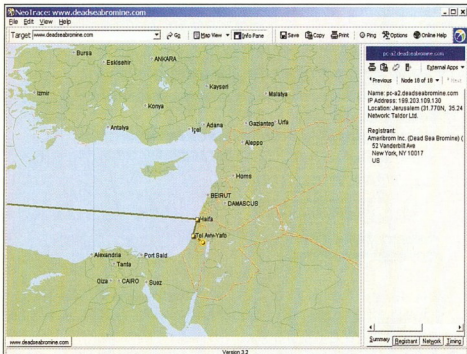 NeoTrace: www.deadseabromine.com
File Edit View Help
Target www.deadseabromine.com Go Map View Info Pane Save Copy Print Ping Options Online Help
pc-a2.deadseabromine.com
External Apps
Previous Node 18 of 18 Next
Name: pc-a2.deadseabromine.com
IP Address: 199.203.109.130
Location: Jerusalem (31.770N, 35.24
Network: Taldor Ltd.
Registrant:
Ameribrom Inc. (Dead Sea Bromine) (
52 Vanderbilt Ave
New York, NY 10017
US
Bursa
Eskisehir
ANKARA
Kayseri
Malatya
Izmir
Konya
Antalya
Içel
Adana
Gaziantep
Urfa
Aleppo
Homs
BEIRUT
DAMASCUS
Haifa
Tel Aviv-Yafo
Alexandria
Port Said
Tanta
Giza
CAIRO
Suez
www.deadseabromine.com
Summary Registrant Network Timing
Version 3.2